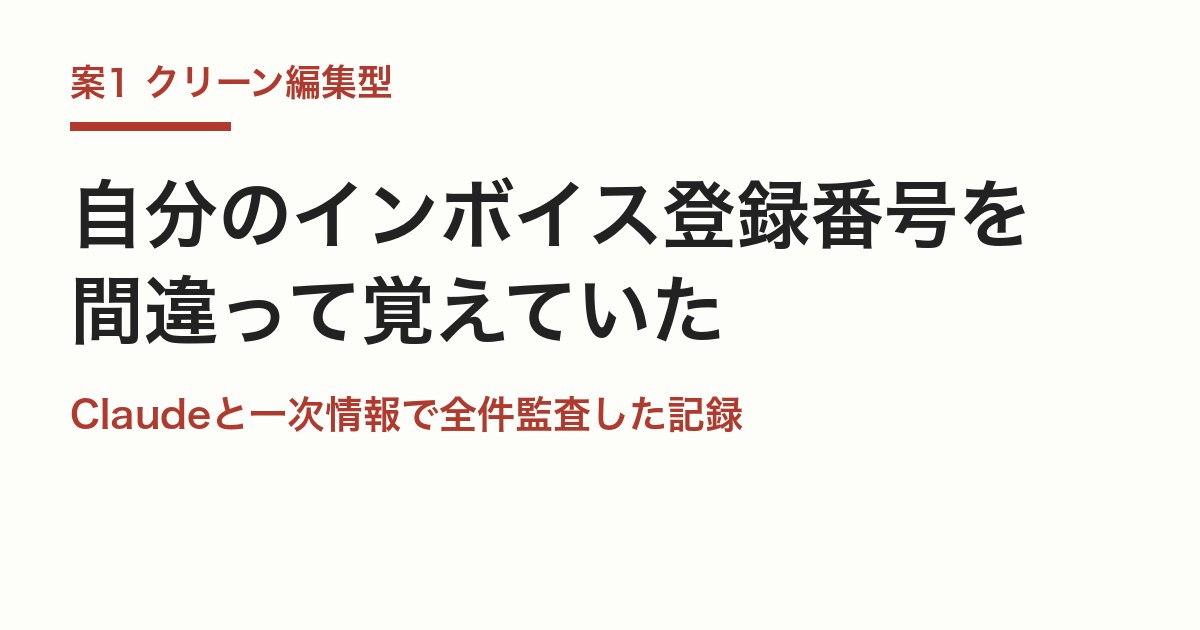 案1 クリーン編集型
自分のインボイス登録番号を
間違って覚えていた
Claudeと一次情報で全件監査した記録